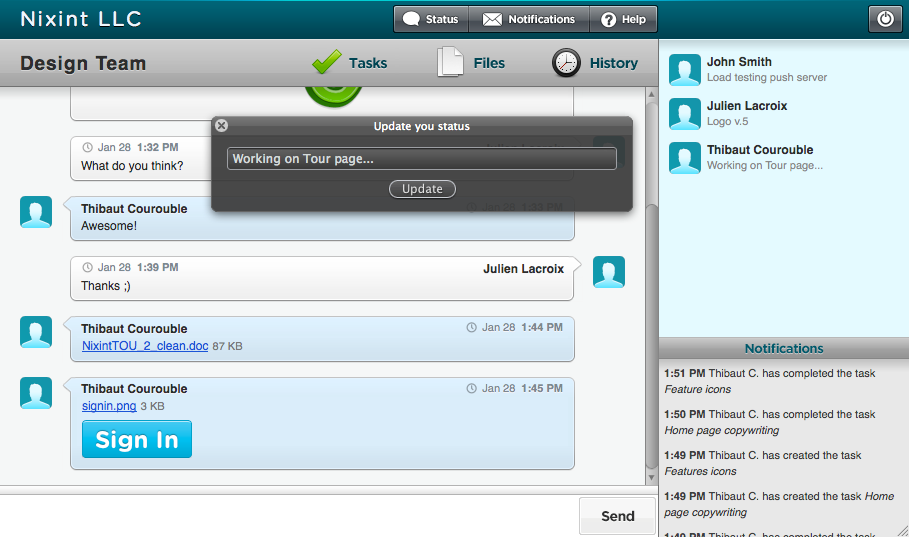 Nixint LLC
Status
Notifications
Help
Design Team
Tasks
Files
History
Jan 28 1:32 PM
What do you think?
Update you status
Working on Tour page...
Update
Thibaut Courouble
Jan 28 1:33 PM
Awesome!
Jan 28 1:39 PM
Julien Lacroix
Thanks ;)
Thibaut Courouble
Jan 28 1:44 PM
NixintTOU_2_clean.doc 87 KB
Thibaut Courouble
Jan 28 1:45 PM
signin.png 3 KB
Sign In
Send
John Smith
Load testing push server
Julien Lacroix
Logo v.5
Thibaut Courouble
Working on Tour page...
Notifications
1:51 PM Thibaut C. has completed the task
Feature icons
1:50 PM Thibaut C. has completed the task
Home page copywriting
1:49 PM Thibaut C. has created the task
Features icons
1:49 PM Thibaut C. has created the task Home
page copywriting
1:49 PM Thibaut C. has completed the task